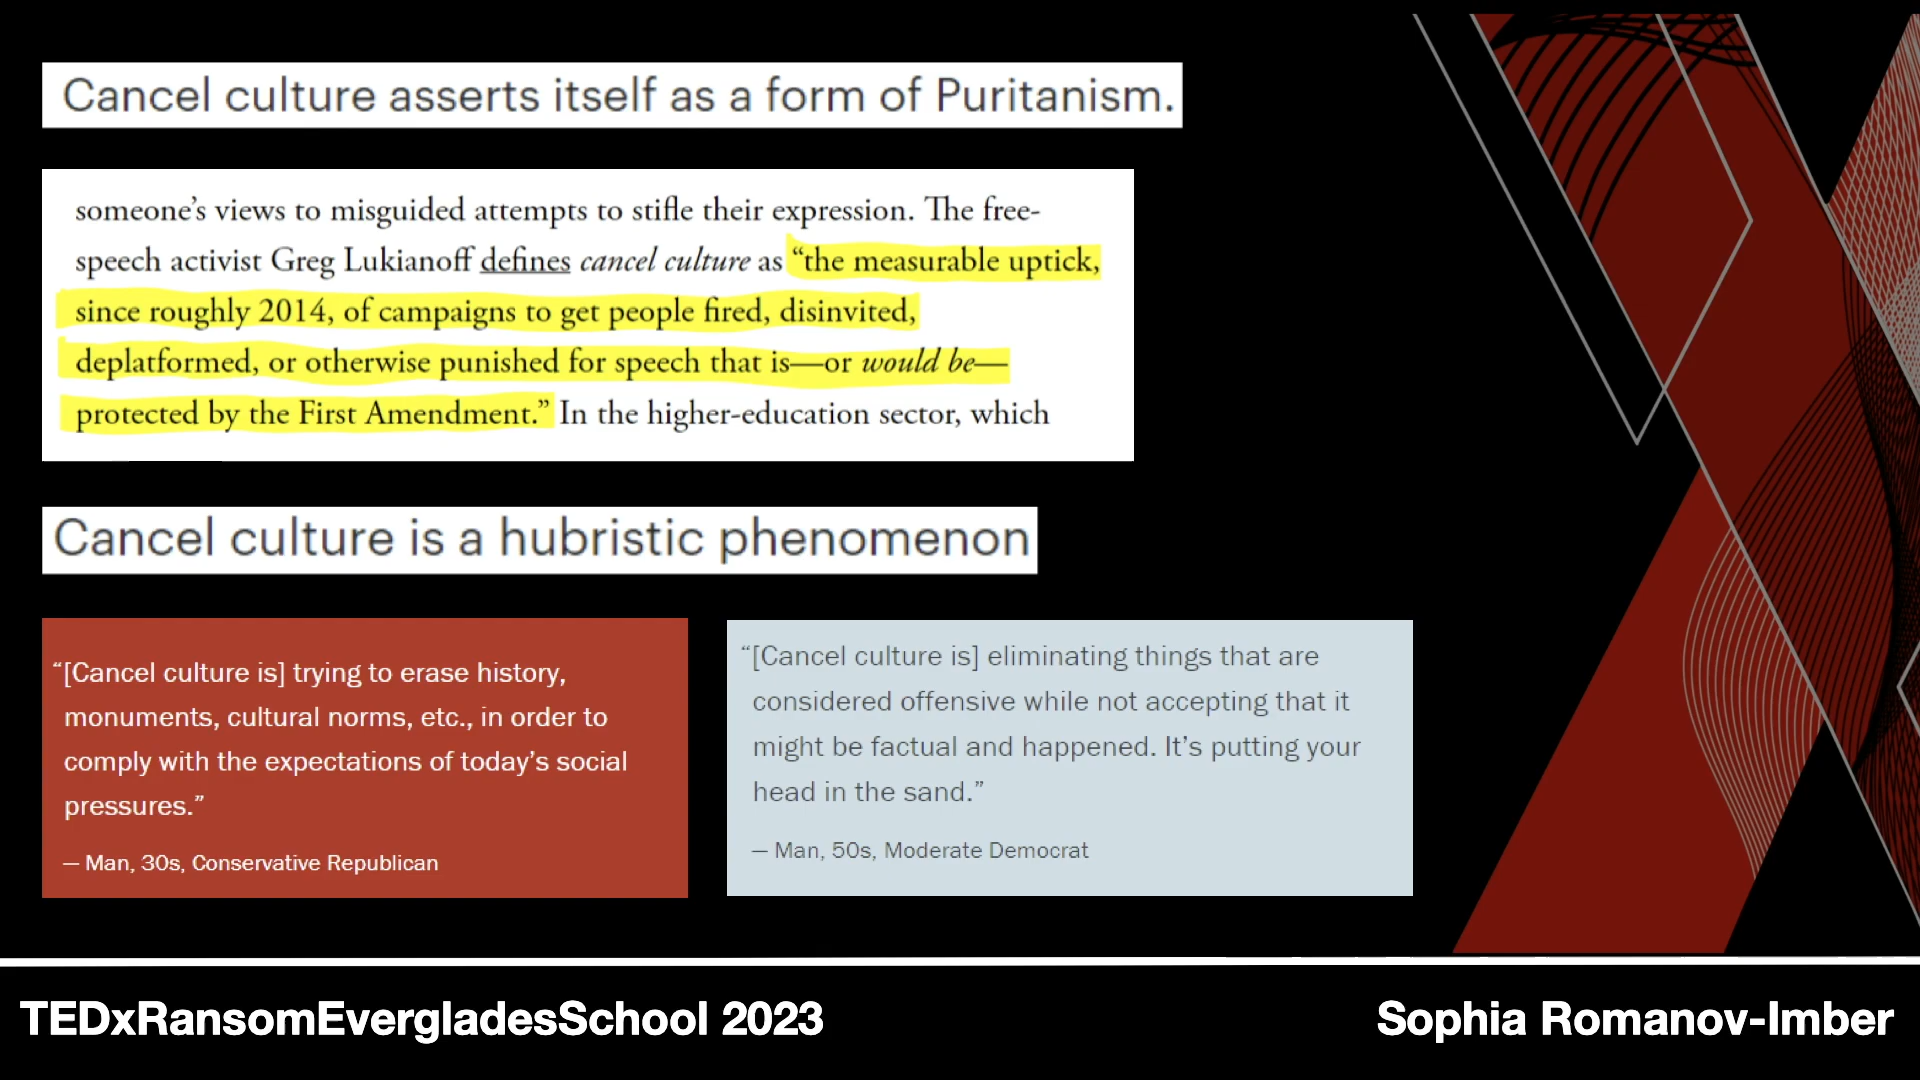 Cancel culture asserts itself as a form of Puritanism.
someone’s views to misguided attempts to stifle their expression. The free-
speech activist Greg Lukianoff defines cancel culture as “the measurable uptick,
since roughly 2014, of campaigns to get people fired, disinvited,
deplatformed, or otherwise punished for speech that is—or would be—
protected by the First Amendment.” In the higher-education sector, which
Cancel culture is a hubristic phenomenon
“[Cancel culture is] trying to erase history,
monuments, cultural norms, etc., in order to
comply with the expectations of today’s social
pressures.”
— Man, 30s, Conservative Republican
“[Cancel culture is] eliminating things that are
considered offensive while not accepting that it
might be factual and happened. It’s putting your
head in the sand.”
— Man, 50s, Moderate Democrat
TEDxRansomEvergladesSchool 2023
Sophia Romanov-Imber